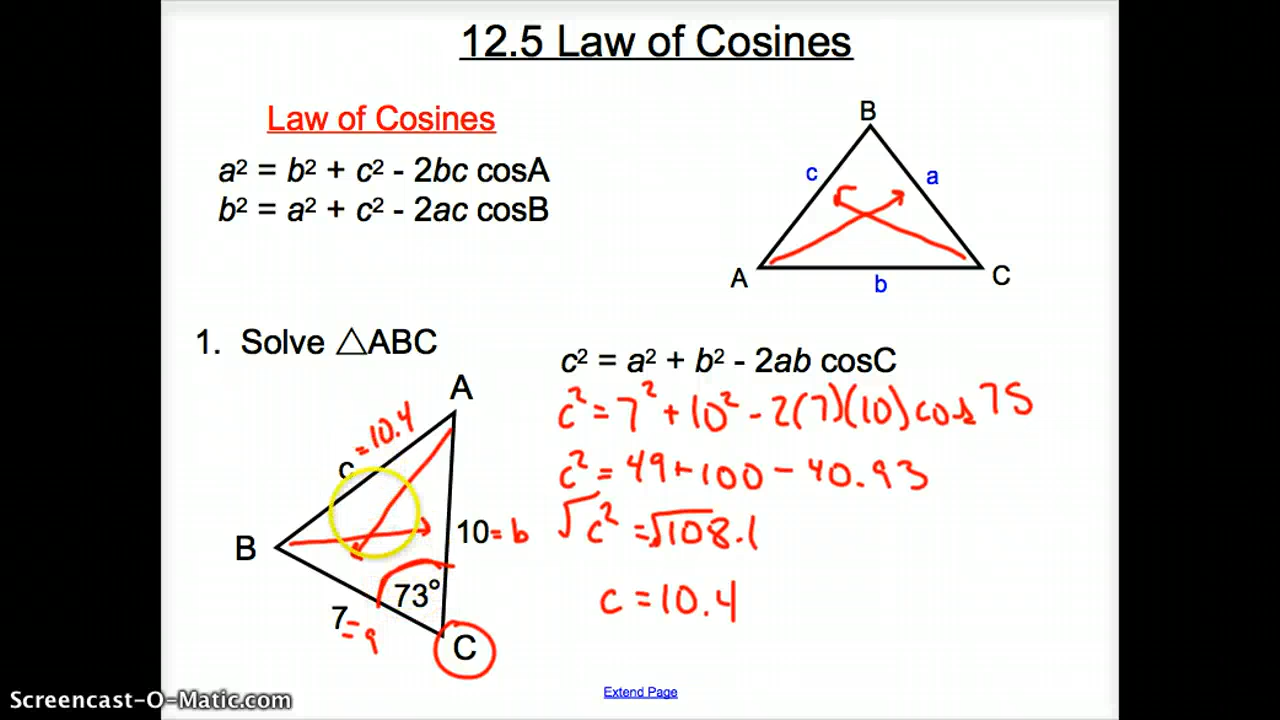 12.5 Law of Cosines
Law of Cosines
a² = b² + c² - 2bc cosA
b² = a² + c² - 2ac cosB
B
c
a
A
b
C
1. Solve △ABC
c² = a² + b² - 2ab cosC
c² = 7² + 10² - 2(7)(10) cos 75
c² = 49 + 100 - 40.93
√c² = √108.1
c = 10.4
A
c = 10.4
B
10 = b
73°
7 = a
C
Extend Page
Screencast-O-Matic.com